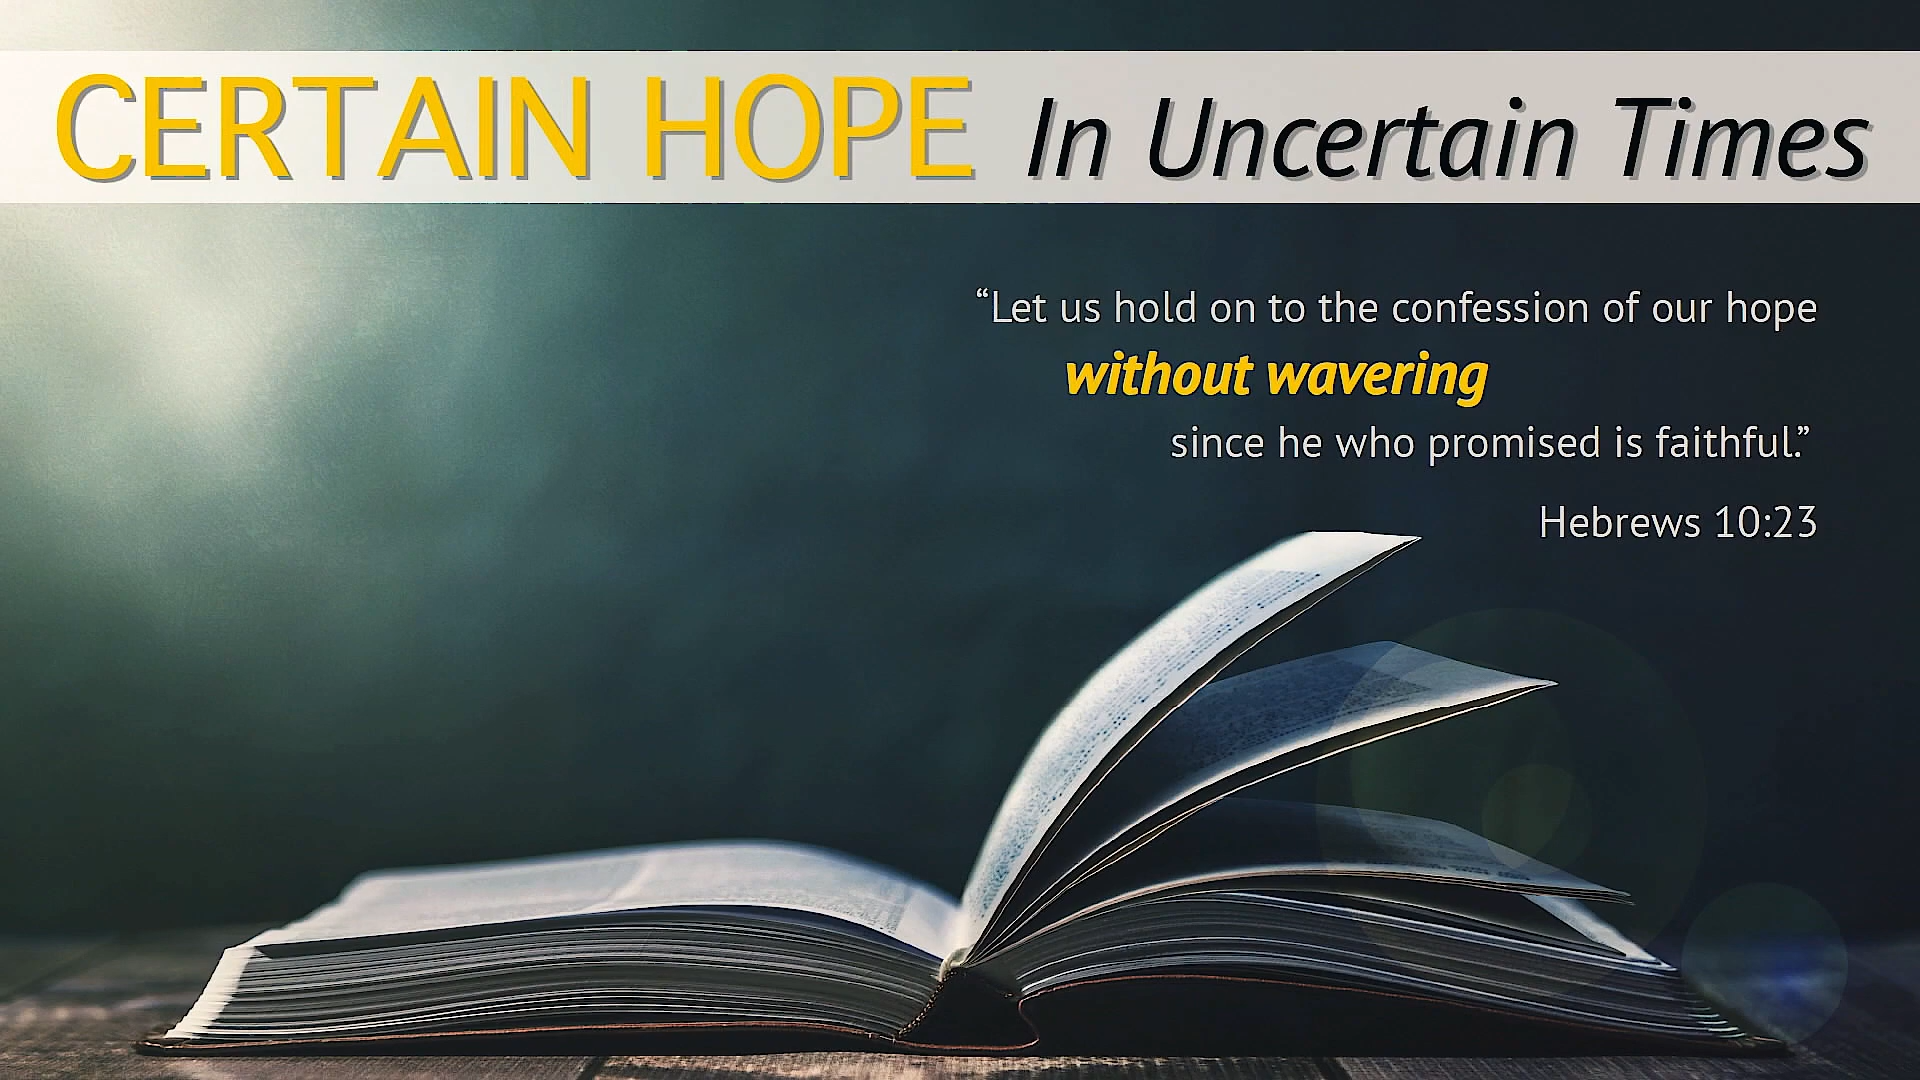 CERTAIN HOPE In Uncertain Times
“Let us hold on to the confession of our hope
without wavering
since he who promised is faithful.”
Hebrews 10:23